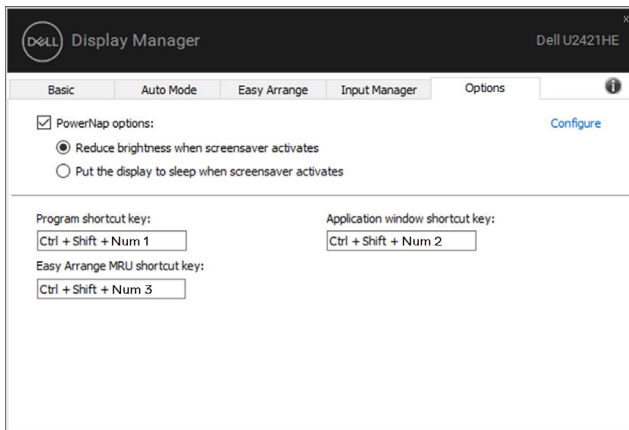 DELL Display Manager Dell U2421HE
x
Basic Auto Mode Easy Arrange Input Manager Options i
PowerNap options: Configure
Reduce brightness when screensaver activates
Put the display to sleep when screensaver activates
Program shortcut key: Application window shortcut key:
Ctrl + Shift + Num 1 Ctrl + Shift + Num 2
Easy Arrange MRU shortcut key:
Ctrl + Shift + Num 3